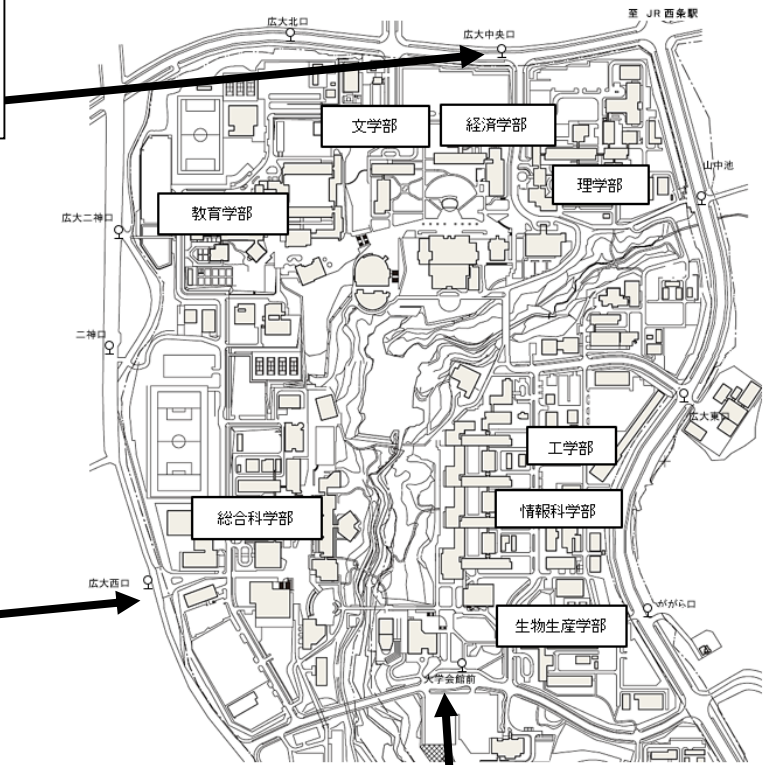 至 JR 西条駅
広大北口
広大中央口
文学部
経済学部
山中池
理学部
教育学部
広大二神口
二神口
広大東口
工学部
情報科学部
総合科学部
広大西口
ががら口
生物生産学部
大学会館前